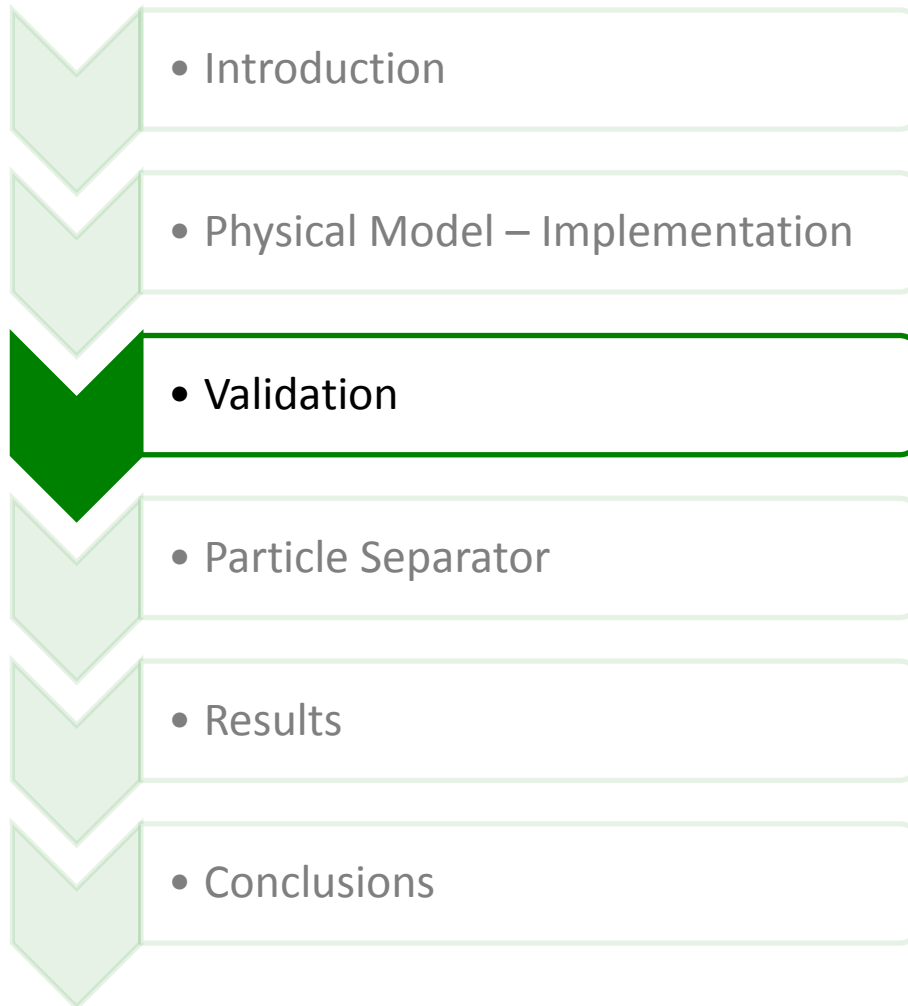 • Introduction
• Physical Model – Implementation
• Validation
• Particle Separator
• Results
• Conclusions